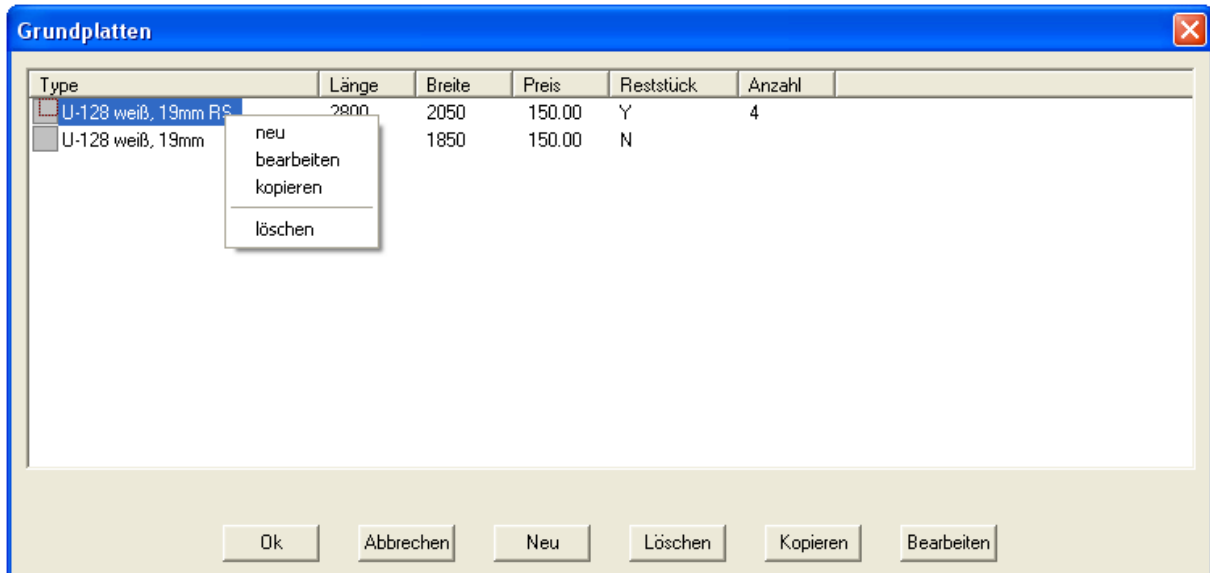 Grundplatten
Type Länge Breite Preis Reststück Anzahl
U-128 weiß, 19mm RS 2800 2050 150.00 Y 4
U-128 weiß, 19mm 1850 150.00 N
neu
bearbeiten
kopieren
löschen
Ok Abbrechen Neu Löschen Kopieren Bearbeiten